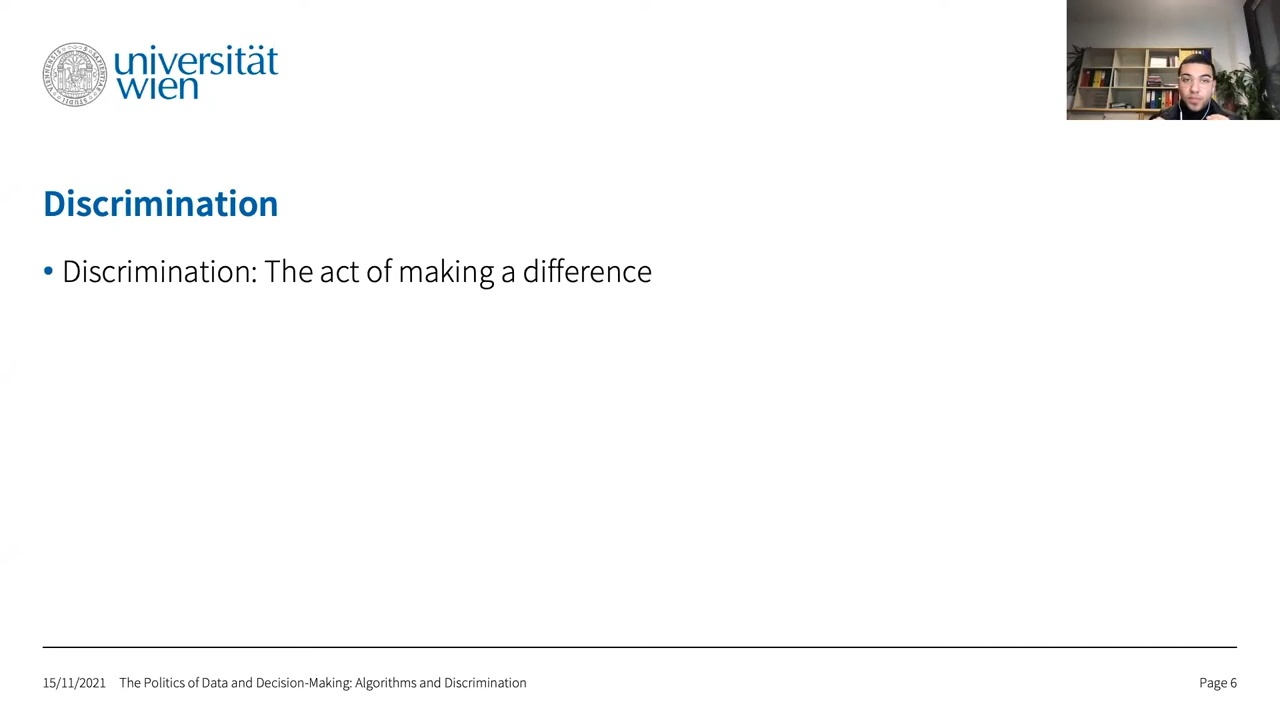 universität
wien
Discrimination
• Discrimination: The act of making a difference
15/11/2021 The Politics of Data and Decision-Making: Algorithms and Discrimination Page 6